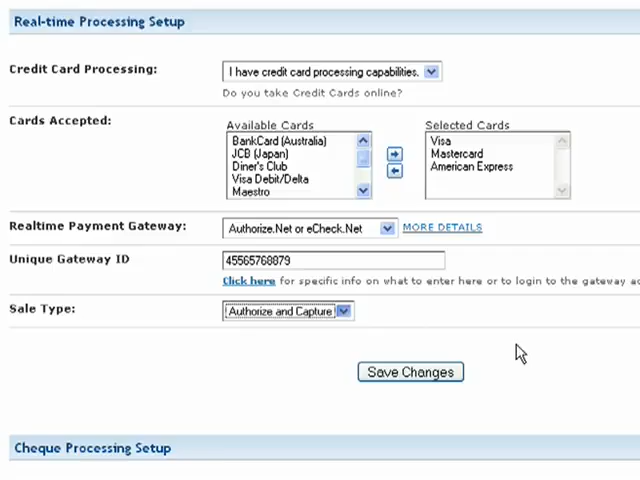 Real-time Processing Setup
Credit Card Processing:
I have credit card processing capabilities.
Do you take Credit Cards online?
Cards Accepted:
Available Cards
Selected Cards
BankCard (Australia)
JCB (Japan)
Diner's Club
Visa Debit/Delta
Maestro
Visa
Mastercard
American Express
Realtime Payment Gateway:
Authorize.Net or eCheck.Net
MORE DETAILS
Unique Gateway ID
45565768879
Click here for specific info on what to enter here or to login to the gateway
Sale Type:
Authorize and Capture
Save Changes
Cheque Processing Setup